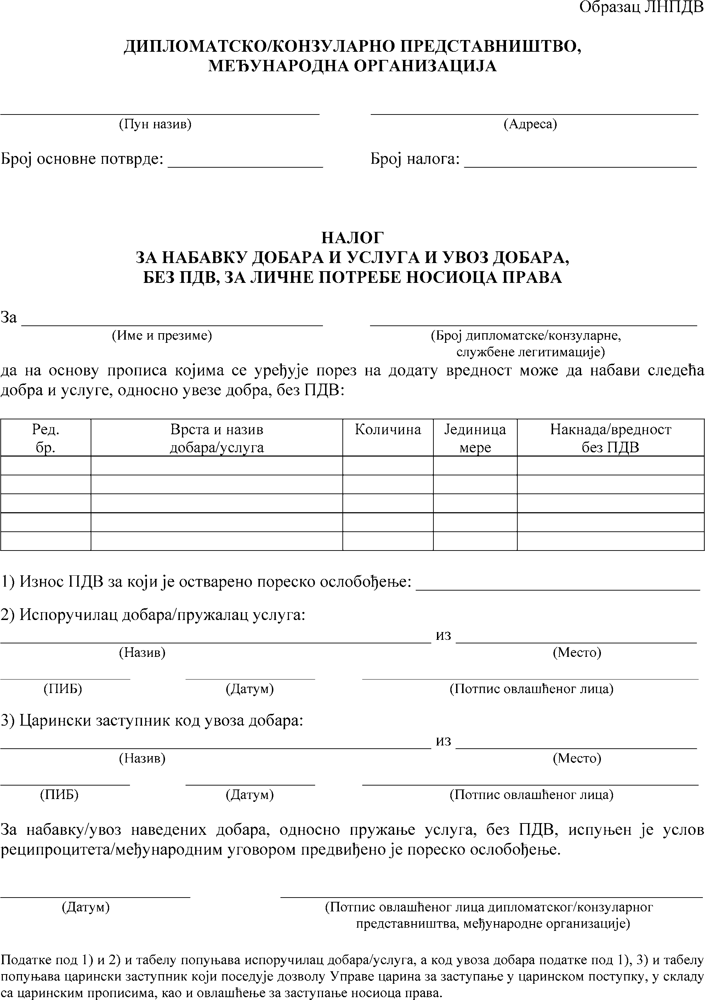 Образац ЛНПДВ
ДИПЛОМАТСКО/КОНЗУЛАРНО ПРЕДСТАВНИШТВО,
МЕЂУНАРОДНА ОРГАНИЗАЦИЈА
(Пун назив) (Адреса)
Број основне потврде: Број налога:
НАЛОГ
ЗА НАБАВКУ ДОБАРА И УСЛУГА И УВОЗ ДОБАРА,
БЕЗ ПДВ, ЗА ЛИЧНЕ ПОТРЕБЕ НОСИОЦА ПРАВА
За
(Име и презиме) (Број дипломатске/конзуларне,
службене легитимације)
да на основу прописа којима се уређује порез на додату вредност може да набави следећа
добра и услуге, односно увезе добра, без ПДВ:
Ред. Врста и назив Количина Јединица Накнада/вредност
бр. добара/услуга мере без ПДВ
1) Износ ПДВ за који је остварено пореско ослобођење:
2) Испоручилац добара/пружалац услуга:
из
(Назив) (Место)
(ПИБ) (Датум) (Потпис овлашћеног лица)
3) Царински заступник код увоза добара:
из
(Назив) (Место)
(ПИБ) (Датум) (Потпис овлашћеног лица)
За набавку/увоз наведених добара, односно пружање услуга, без ПДВ, испуњен је услов
реципроцитета/међународним уговором предвиђено је пореско ослобођење.
(Датум) (Потпис овлашћеног лица дипломатског/конзуларног
представништва, међународне организације)
Податке под 1) и 2) и табелу попуњава испоручилац добара/услуга, а код увоза добара податке под 1), 3) и табелу
попуњава царински заступник који поседује дозволу Управе царина за заступање у царинском поступку, у складу
са царинским прописима, као и овлашћење за заступање носиоца права.